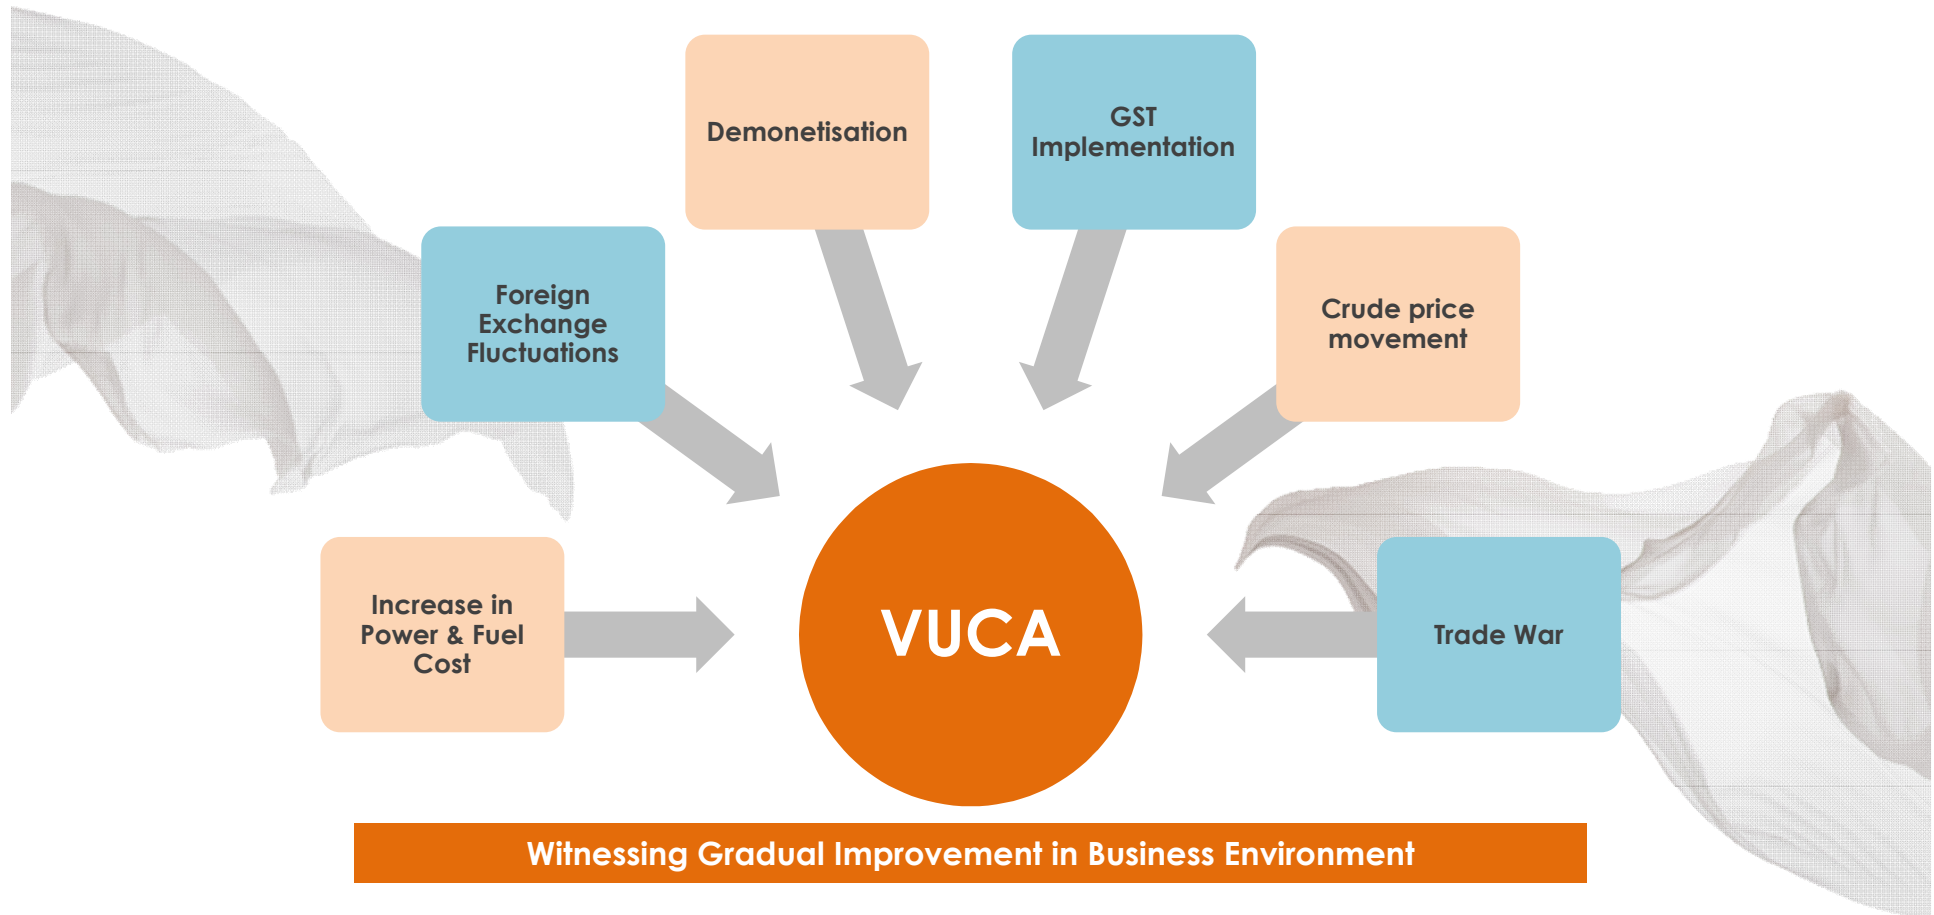 Demonetisation
GST
Implementation
Foreign
Exchange
Fluctuations
Crude price
movement
Increase in
Power & Fuel
Cost
VUCA
Trade War
Witnessing Gradual Improvement in Business Environment